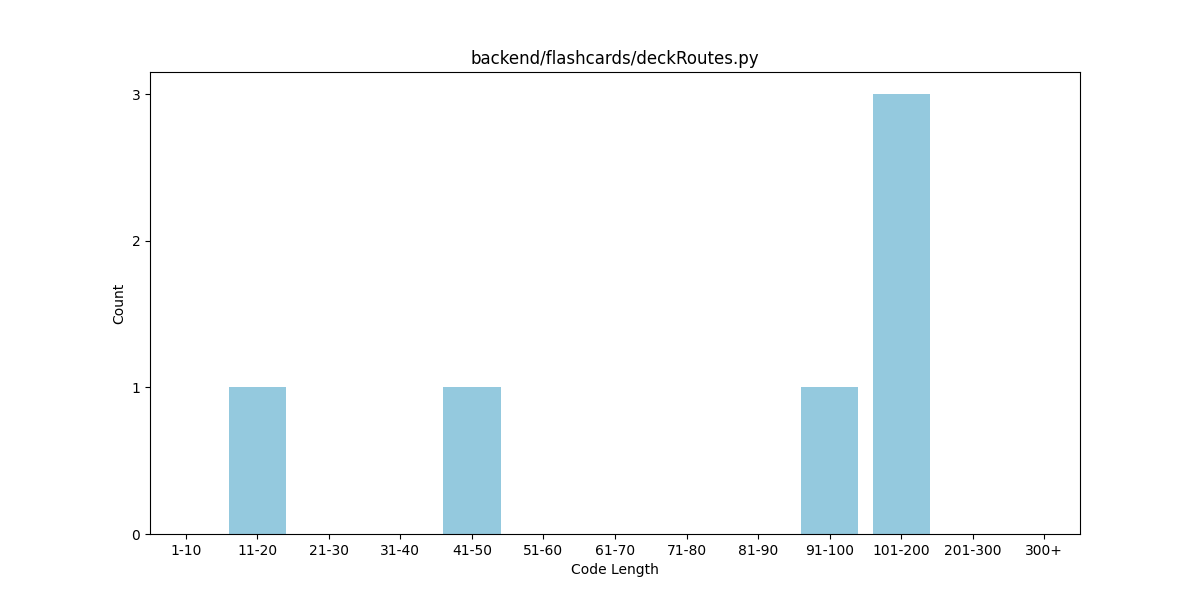 backend/flashcards/deckRoutes.py
3
2
1
0
Count
1-10 11-20 21-30 31-40 41-50 51-60 61-70 71-80 81-90 91-100 101-200 201-300 300+
Code Length